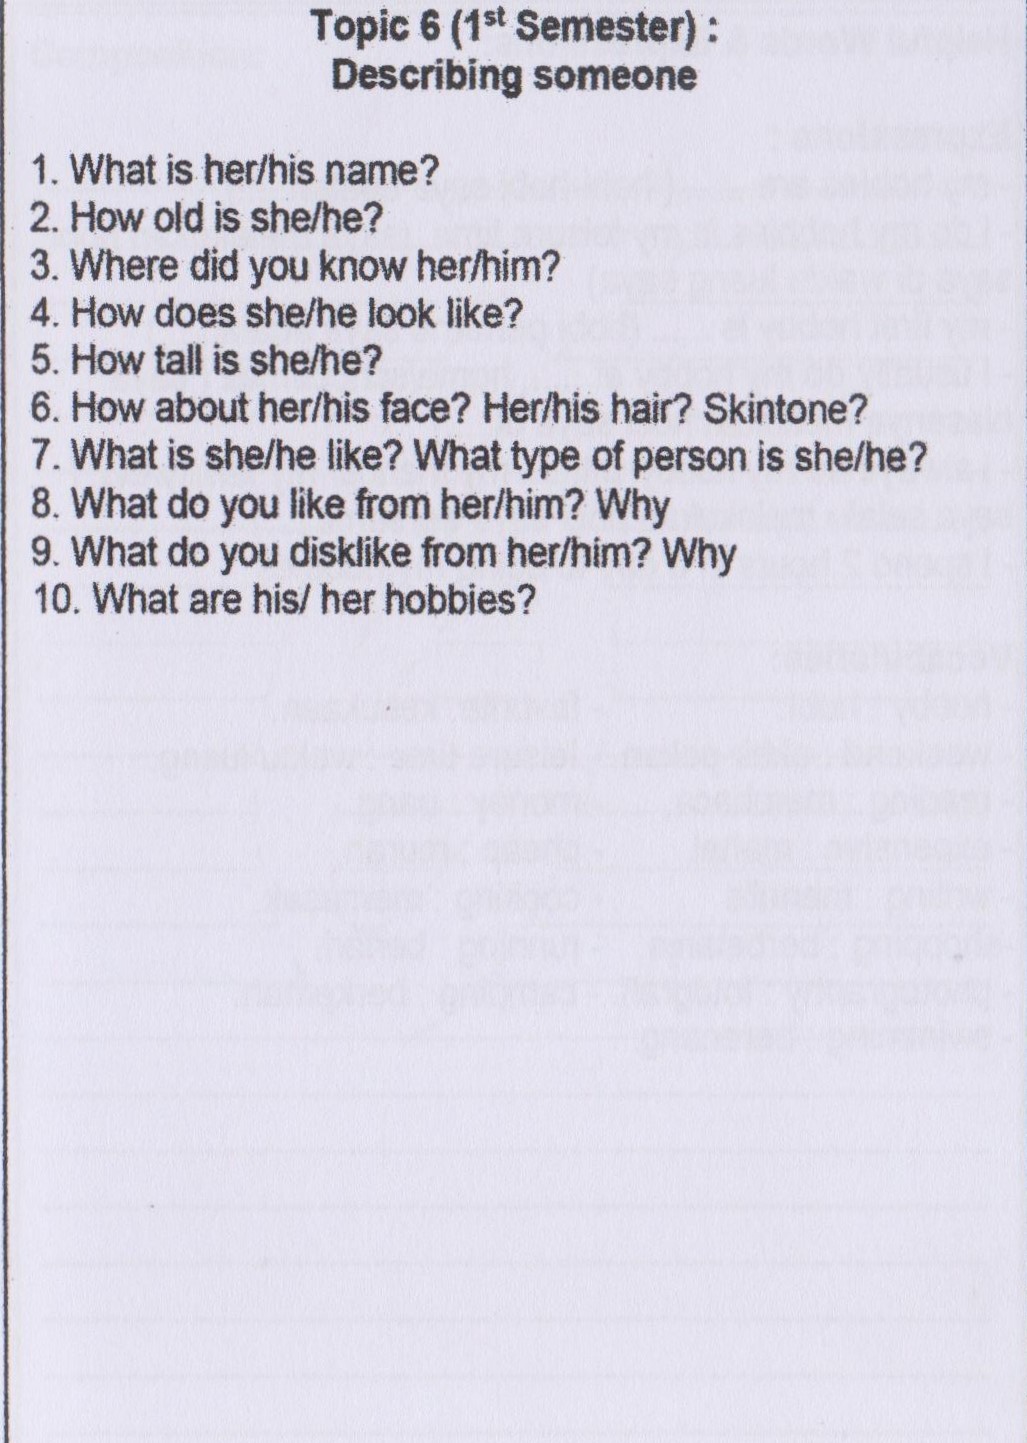 Topic 6 (1st Semester) :
Describing someone
1. What is her/his name?
2. How old is she/he?
3. Where did you know her/him?
4. How does she/he look like?
5. How tall is she/he?
6. How about her/his face? Her/his hair? Skintone?
7. What is she/he like? What type of person is she/he?
8. What do you like from her/him? Why
9. What do you disklike from her/him? Why
10. What are his/ her hobbies?